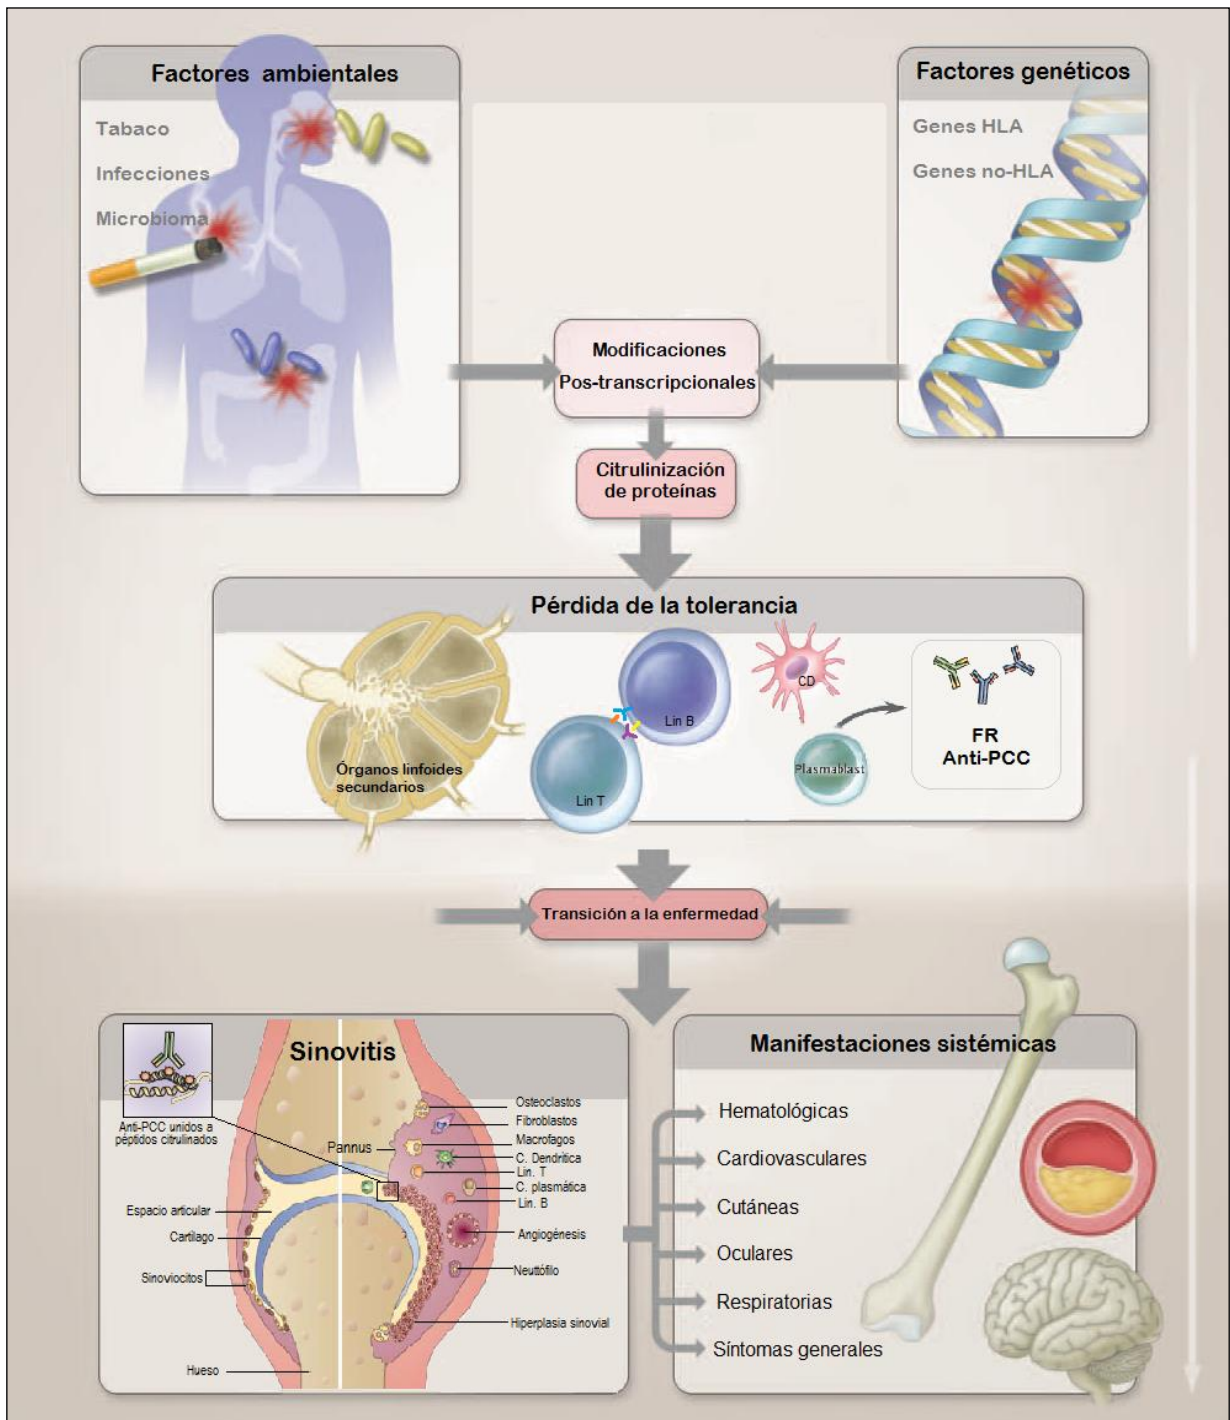 Factores ambientales
Tabaco
Infecciones
Microbioma
Factores genéticos
Genes HLA
Genes no-HLA
Modificaciones
Pos-transcripcionales
Citrulinización
de proteínas
Pérdida de la tolerancia
Órganos linfoides
secundarios
Lin T
Lin B
CD
Plasmablast
FR
Anti-PCC
Transición a la enfermedad
Sinovitis
Anti-PCC unidos a
péptidos citrulinados
Pannus
Espacio articular
Cartílago
Sinoviocitos
Hueso
Osteoclastos
Fibroblastos
Macrofagos
C. Dendrítica
Lin. T
C. plasmática
Lin. B
Angiogénesis
Neuttófilo
Hiperplasia sinovial
Manifestaciones sistémicas
Hematológicas
Cardiovasculares
Cutáneas
Oculares
Respiratorias
Síntomas generales